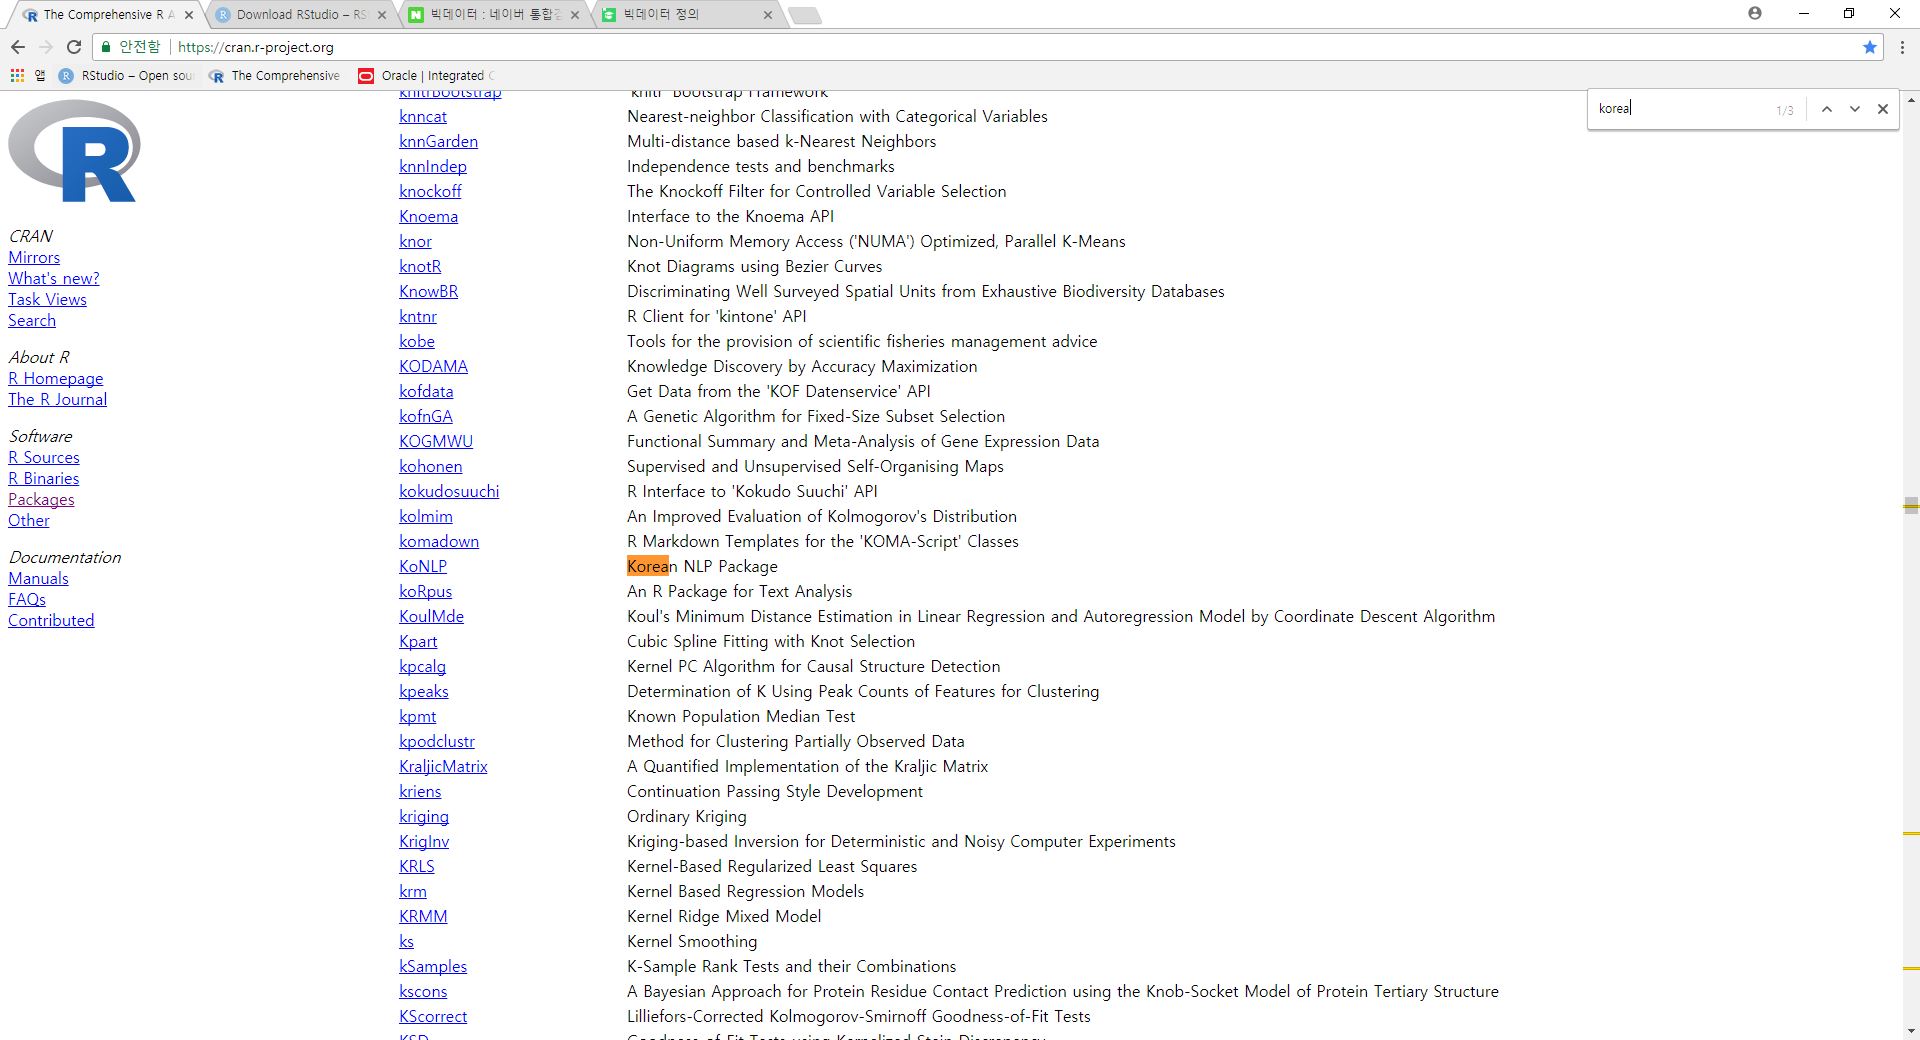 The Comprehensive R A
Download RStudio – RS
빅데이터 : 네이버 통합검
빅데이터 정의
안전함 https://cran.r-project.org
앱 RStudio – Open sou The Comprehensive Oracle | Integrated C
korea 1/3
R
CRAN
Mirrors
What's new?
Task Views
Search
About R
R Homepage
The R Journal
Software
R Sources
R Binaries
Packages
Other
Documentation
Manuals
FAQs
Contributed
knitrBootstrap 'knitr' Bootstrap Framework
knncat Nearest-neighbor Classification with Categorical Variables
knnGarden Multi-distance based k-Nearest Neighbors
knnIndep Independence tests and benchmarks
knockoff The Knockoff Filter for Controlled Variable Selection
Knoema Interface to the Knoema API
knor Non-Uniform Memory Access ('NUMA') Optimized, Parallel K-Means
knotR Knot Diagrams using Bezier Curves
KnowBR Discriminating Well Surveyed Spatial Units from Exhaustive Biodiversity Databases
kntnr R Client for 'kintone' API
kobe Tools for the provision of scientific fisheries management advice
KODAMA Knowledge Discovery by Accuracy Maximization
kofdata Get Data from the 'KOF Datenservice' API
kofnGA A Genetic Algorithm for Fixed-Size Subset Selection
KOGMWU Functional Summary and Meta-Analysis of Gene Expression Data
kohonen Supervised and Unsupervised Self-Organising Maps
kokudosuuchi R Interface to 'Kokudo Suuchi' API
kolmim An Improved Evaluation of Kolmogorov's Distribution
komadown R Markdown Templates for the 'KOMA-Script' Classes
KoNLP Korean NLP Package
koRpus An R Package for Text Analysis
KoulMde Koul's Minimum Distance Estimation in Linear Regression and Autoregression Model by Coordinate Descent Algorithm
Kpart Cubic Spline Fitting with Knot Selection
kpcalg Kernel PC Algorithm for Causal Structure Detection
kpeaks Determination of K Using Peak Counts of Features for Clustering
kpmt Known Population Median Test
kpodclustr Method for Clustering Partially Observed Data
KraljicMatrix A Quantified Implementation of the Kraljic Matrix
kriens Continuation Passing Style Development
kriging Ordinary Kriging
KrigInv Kriging-based Inversion for Deterministic and Noisy Computer Experiments
KRLS Kernel-Based Regularized Least Squares
krm Kernel Based Regression Models
KRMM Kernel Ridge Mixed Model
ks Kernel Smoothing
kSamples K-Sample Rank Tests and their Combinations
kscons A Bayesian Approach for Protein Residue Contact Prediction using the Knob-Socket Model of Protein Tertiary Structure
KScorrect Lilliefors-Corrected Kolmogorov-Smirnoff Goodness-of-Fit Tests
KSD Goodness-of-Fit Tests using Kernelized Stein Discrepancy